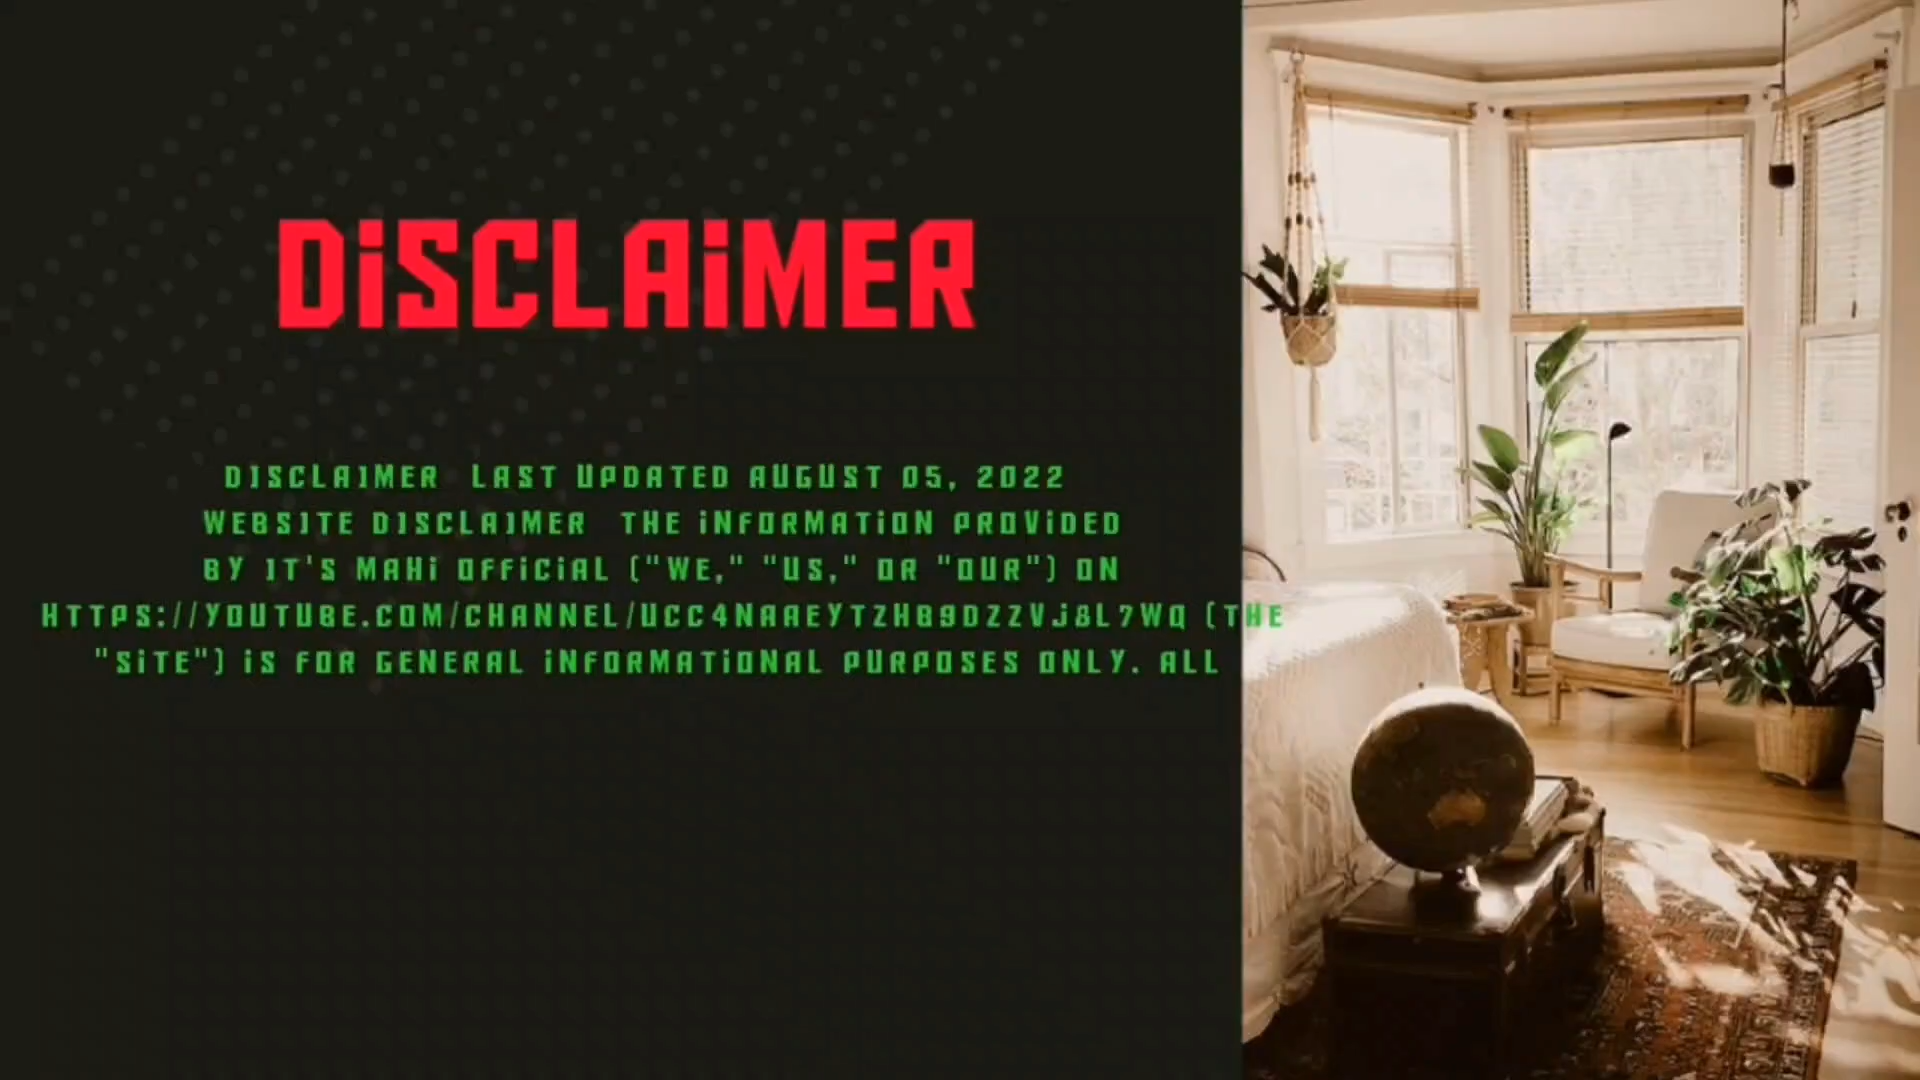 DiSCLAiMER
DISCLAIMER LAST UPDATED AUGUST 05, 2022
WEBSITE DISCLAIMER THE iNFORMATiON PROViDED
BY IT'S MAHi OFFiCiAL ("WE," "US," OR "OUR") ON
HTTPS://YOUTUBE.COM/CHANNEL/UCC4NAAEYTZHB9DZZVJ8L7WQ (THE
"SiTE") iS FOR GENERAL iNFORMATiONAL PURPOSES ONLY. ALL